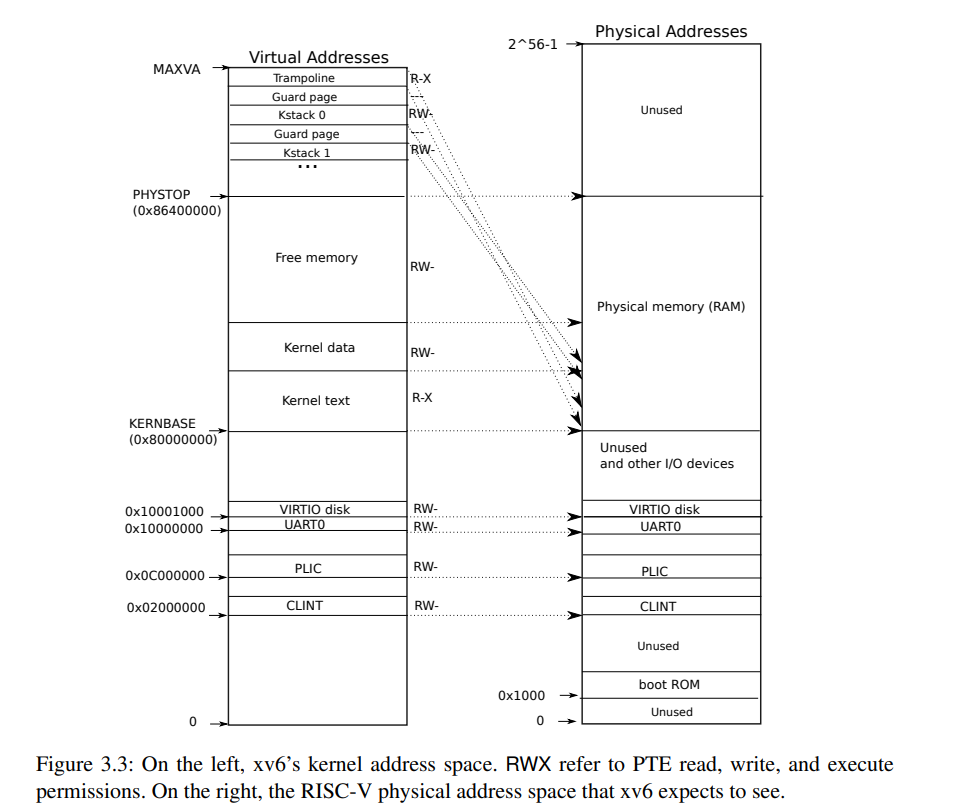 Physical Addresses
2^56-1
Virtual Addresses
MAXVA
Trampoline
R-X
Guard page
---
Unused
Kstack 0
RW-
Guard page
---
Kstack 1
RW-
...
PHYSTOP
(0x86400000)
Free memory
RW-
Physical memory (RAM)
Kernel data
RW-
Kernel text
R-X
KERNBASE
(0x80000000)
Unused
and other I/O devices
0x10001000
VIRTIO disk
RW-
VIRTIO disk
0x10000000
UART0
RW-
UART0
0x0C000000
PLIC
RW-
PLIC
0x02000000
CLINT
RW-
CLINT
Unused
boot ROM
0x1000
Unused
0
0
Figure 3.3: On the left, xv6's kernel address space. RWX refer to PTE read, write, and execute
permissions. On the right, the RISC-V physical address space that xv6 expects to see.